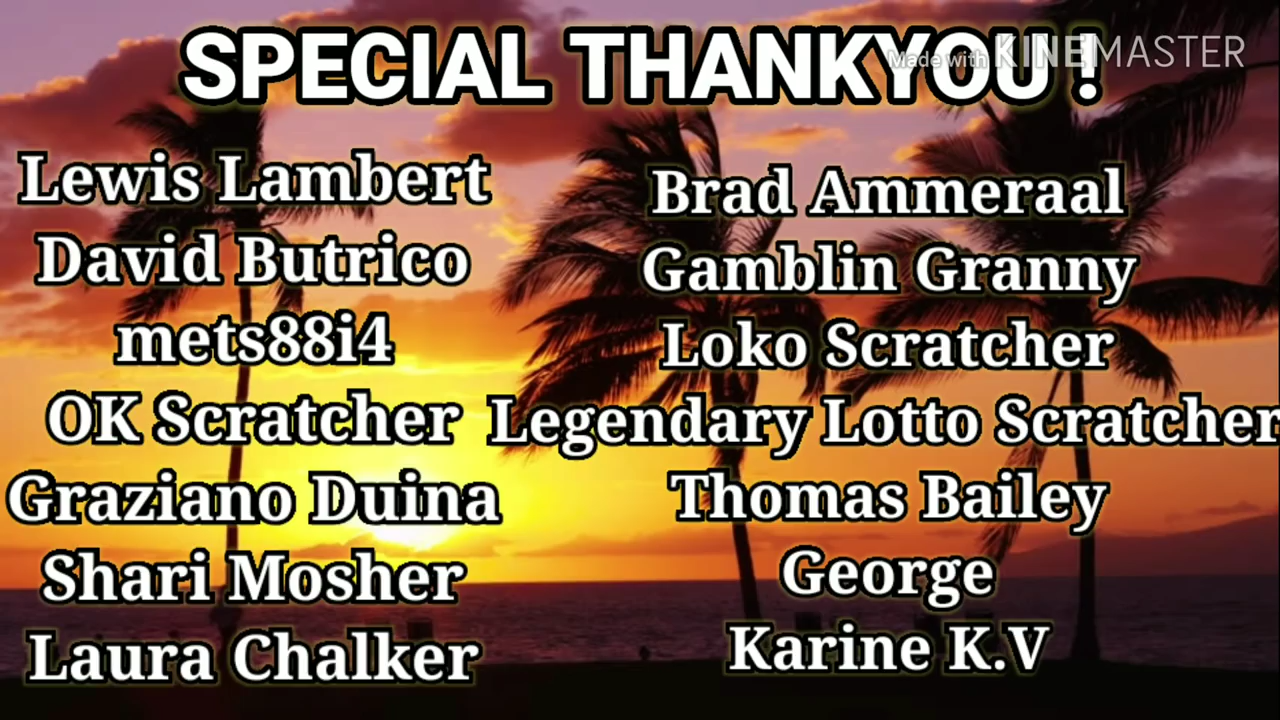 SPECIAL THANKYOU !
Made with KINEMASTER
Lewis Lambert
David Butrico
mets88i4
OK Scratcher
Graziano Duina
Shari Mosher
Laura Chalker
Brad Ammeraal
Gamblin Granny
Loko Scratcher
Legendary Lotto Scratcher
Thomas Bailey
George
Karine K.V